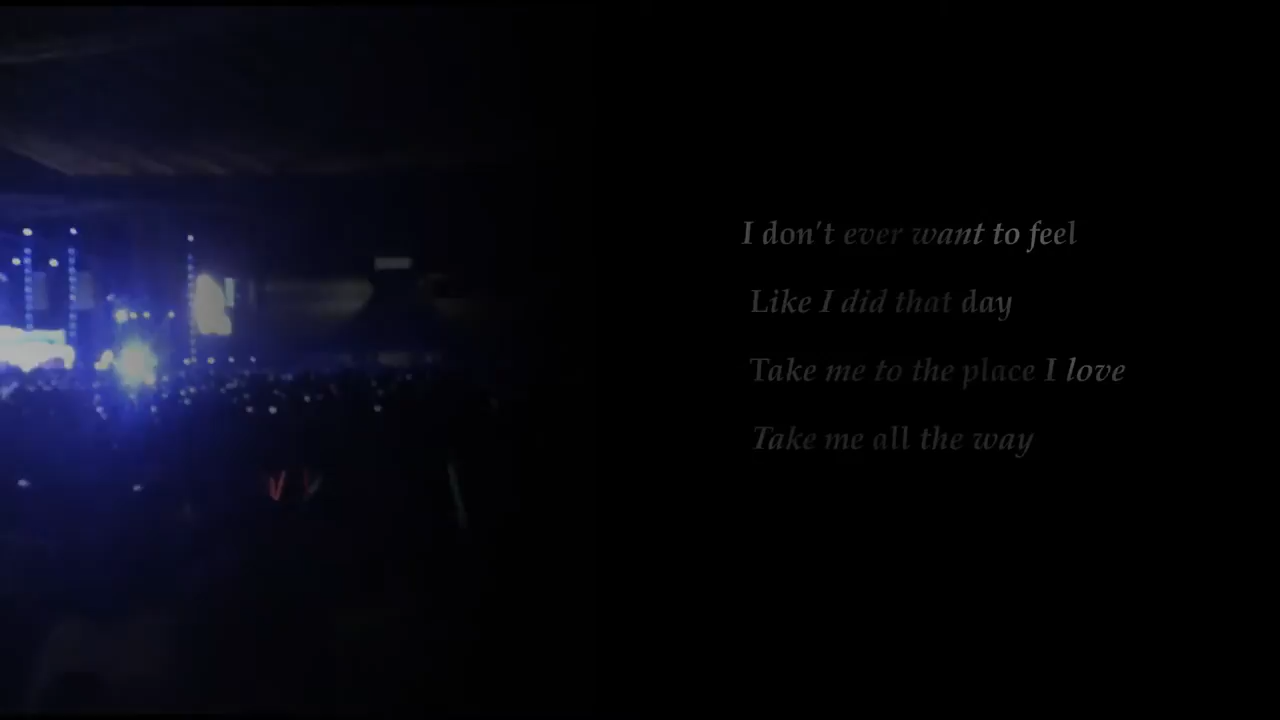 I don't ever want to feel
Like I did that day
Take me to the place I love
Take me all the way